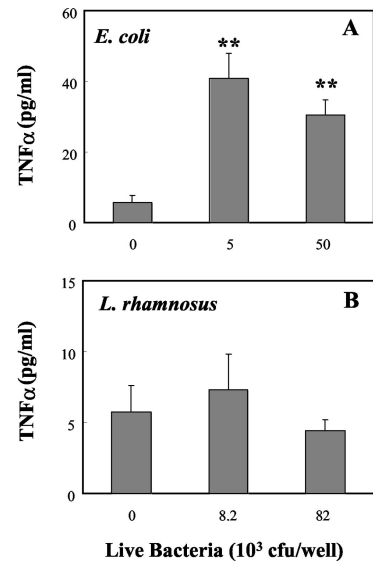 A
E. coli
TNFα (pg/ml)
60
40
20
0
**
**
0 5 50
B
L. rhamnosus
TNFα (pg/ml)
15
10
5
0
0 8.2 82
Live Bacteria (10³ cfu/well)